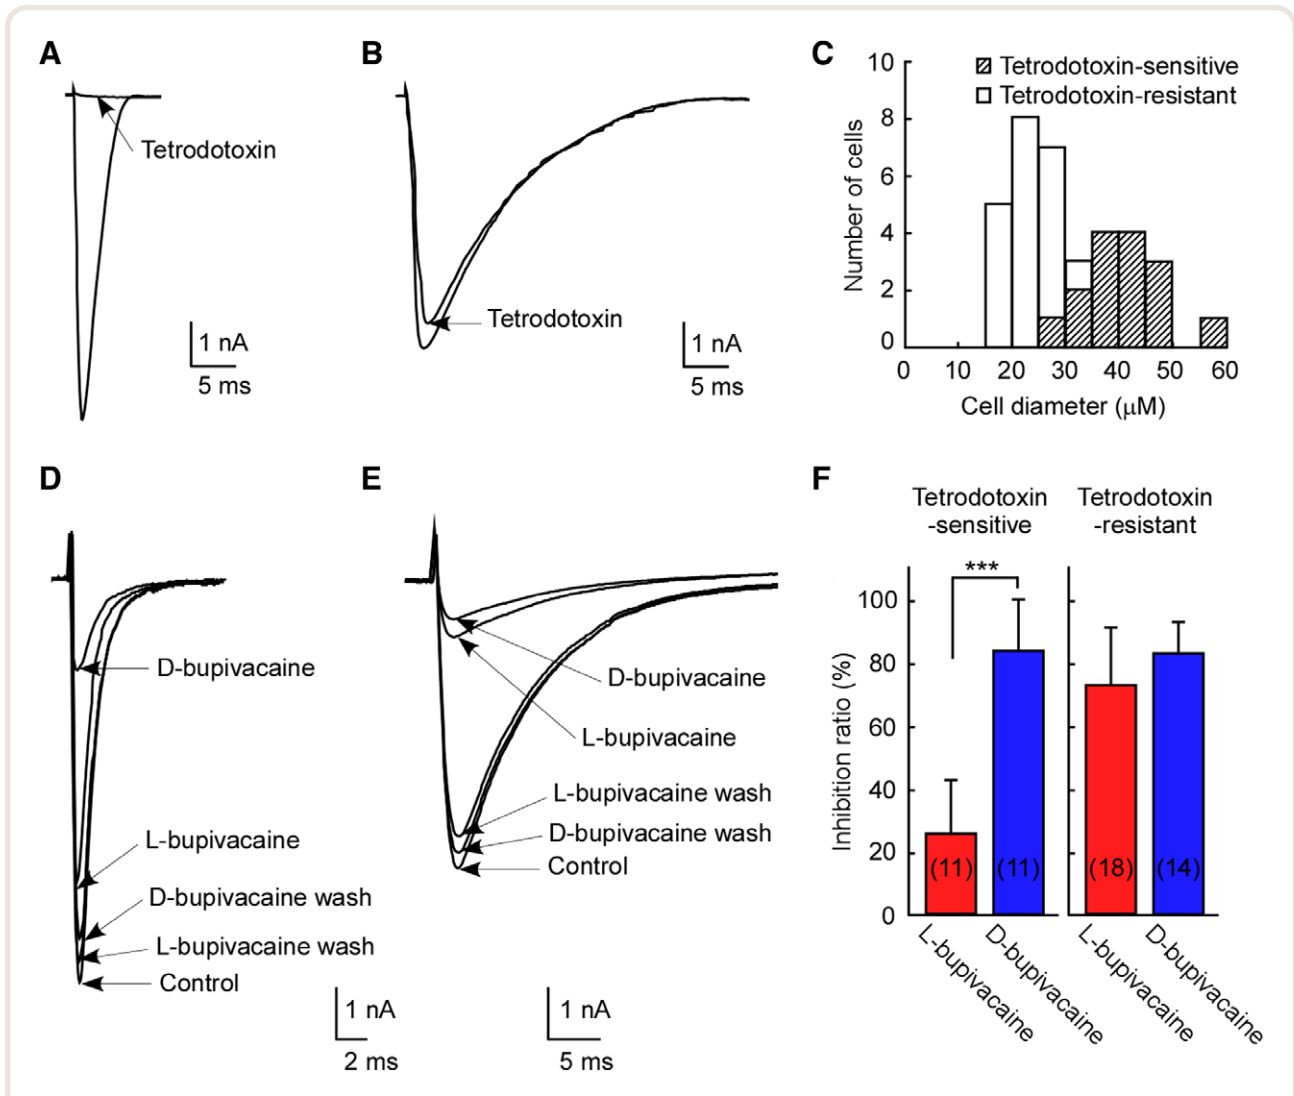 A
Tetrodotoxin
1 nA
5 ms
B
Tetrodotoxin
1 nA
5 ms
C
Tetrodotoxin-sensitive
Tetrodotoxin-resistant
Number of cells
10
8
6
4
2
0
0 10 20 30 40 50 60
Cell diameter (μM)
D
D-bupivacaine
L-bupivacaine
D-bupivacaine wash
L-bupivacaine wash
Control
1 nA
2 ms
E
D-bupivacaine
L-bupivacaine
L-bupivacaine wash
D-bupivacaine wash
Control
1 nA
5 ms
F
Tetrodotoxin
-sensitive
Tetrodotoxin
-resistant
***
Inhibition ratio (%)
100
80
60
40
20
0
(11) (11) (18) (14)
L-bupivacaine
D-bupivacaine
L-bupivacaine
D-bupivacaine